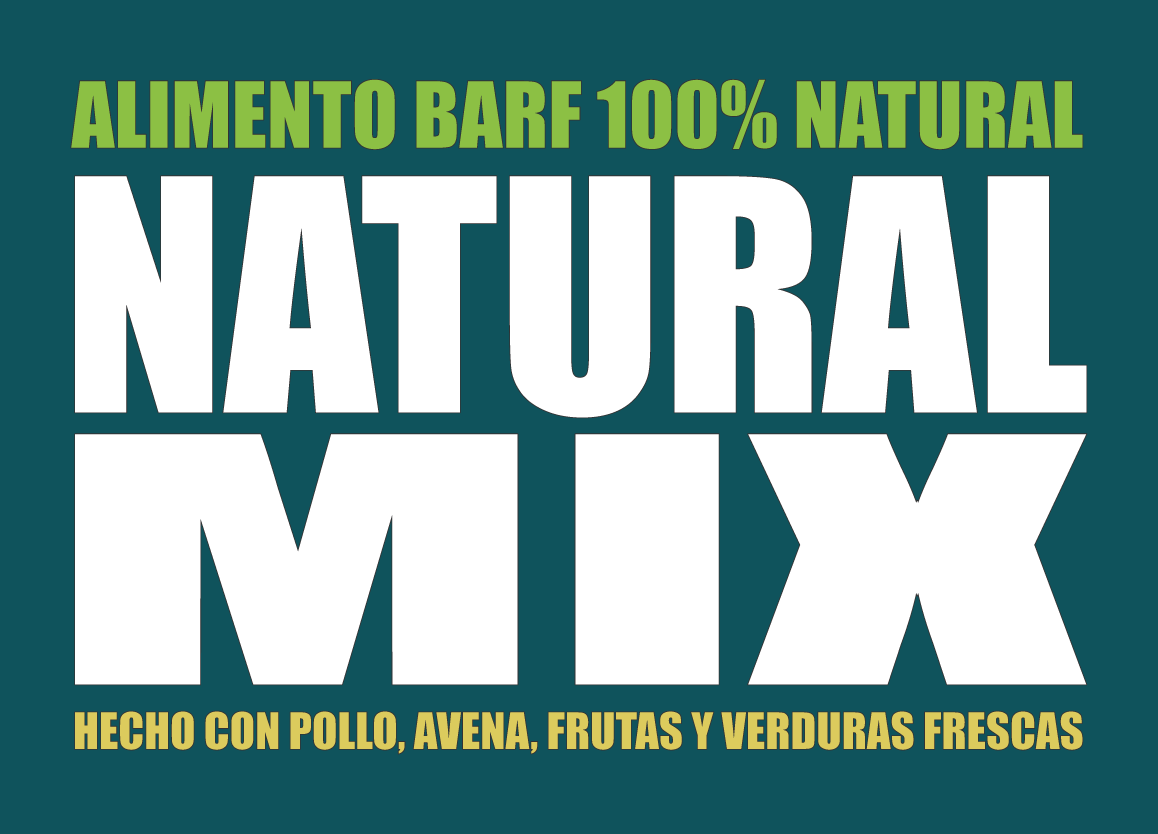 ALIMENTO BARF 100% NATURAL
NATURAL
MIX
HECHO CON POLLO, AVENA, FRUTAS Y VERDURAS FRESCAS